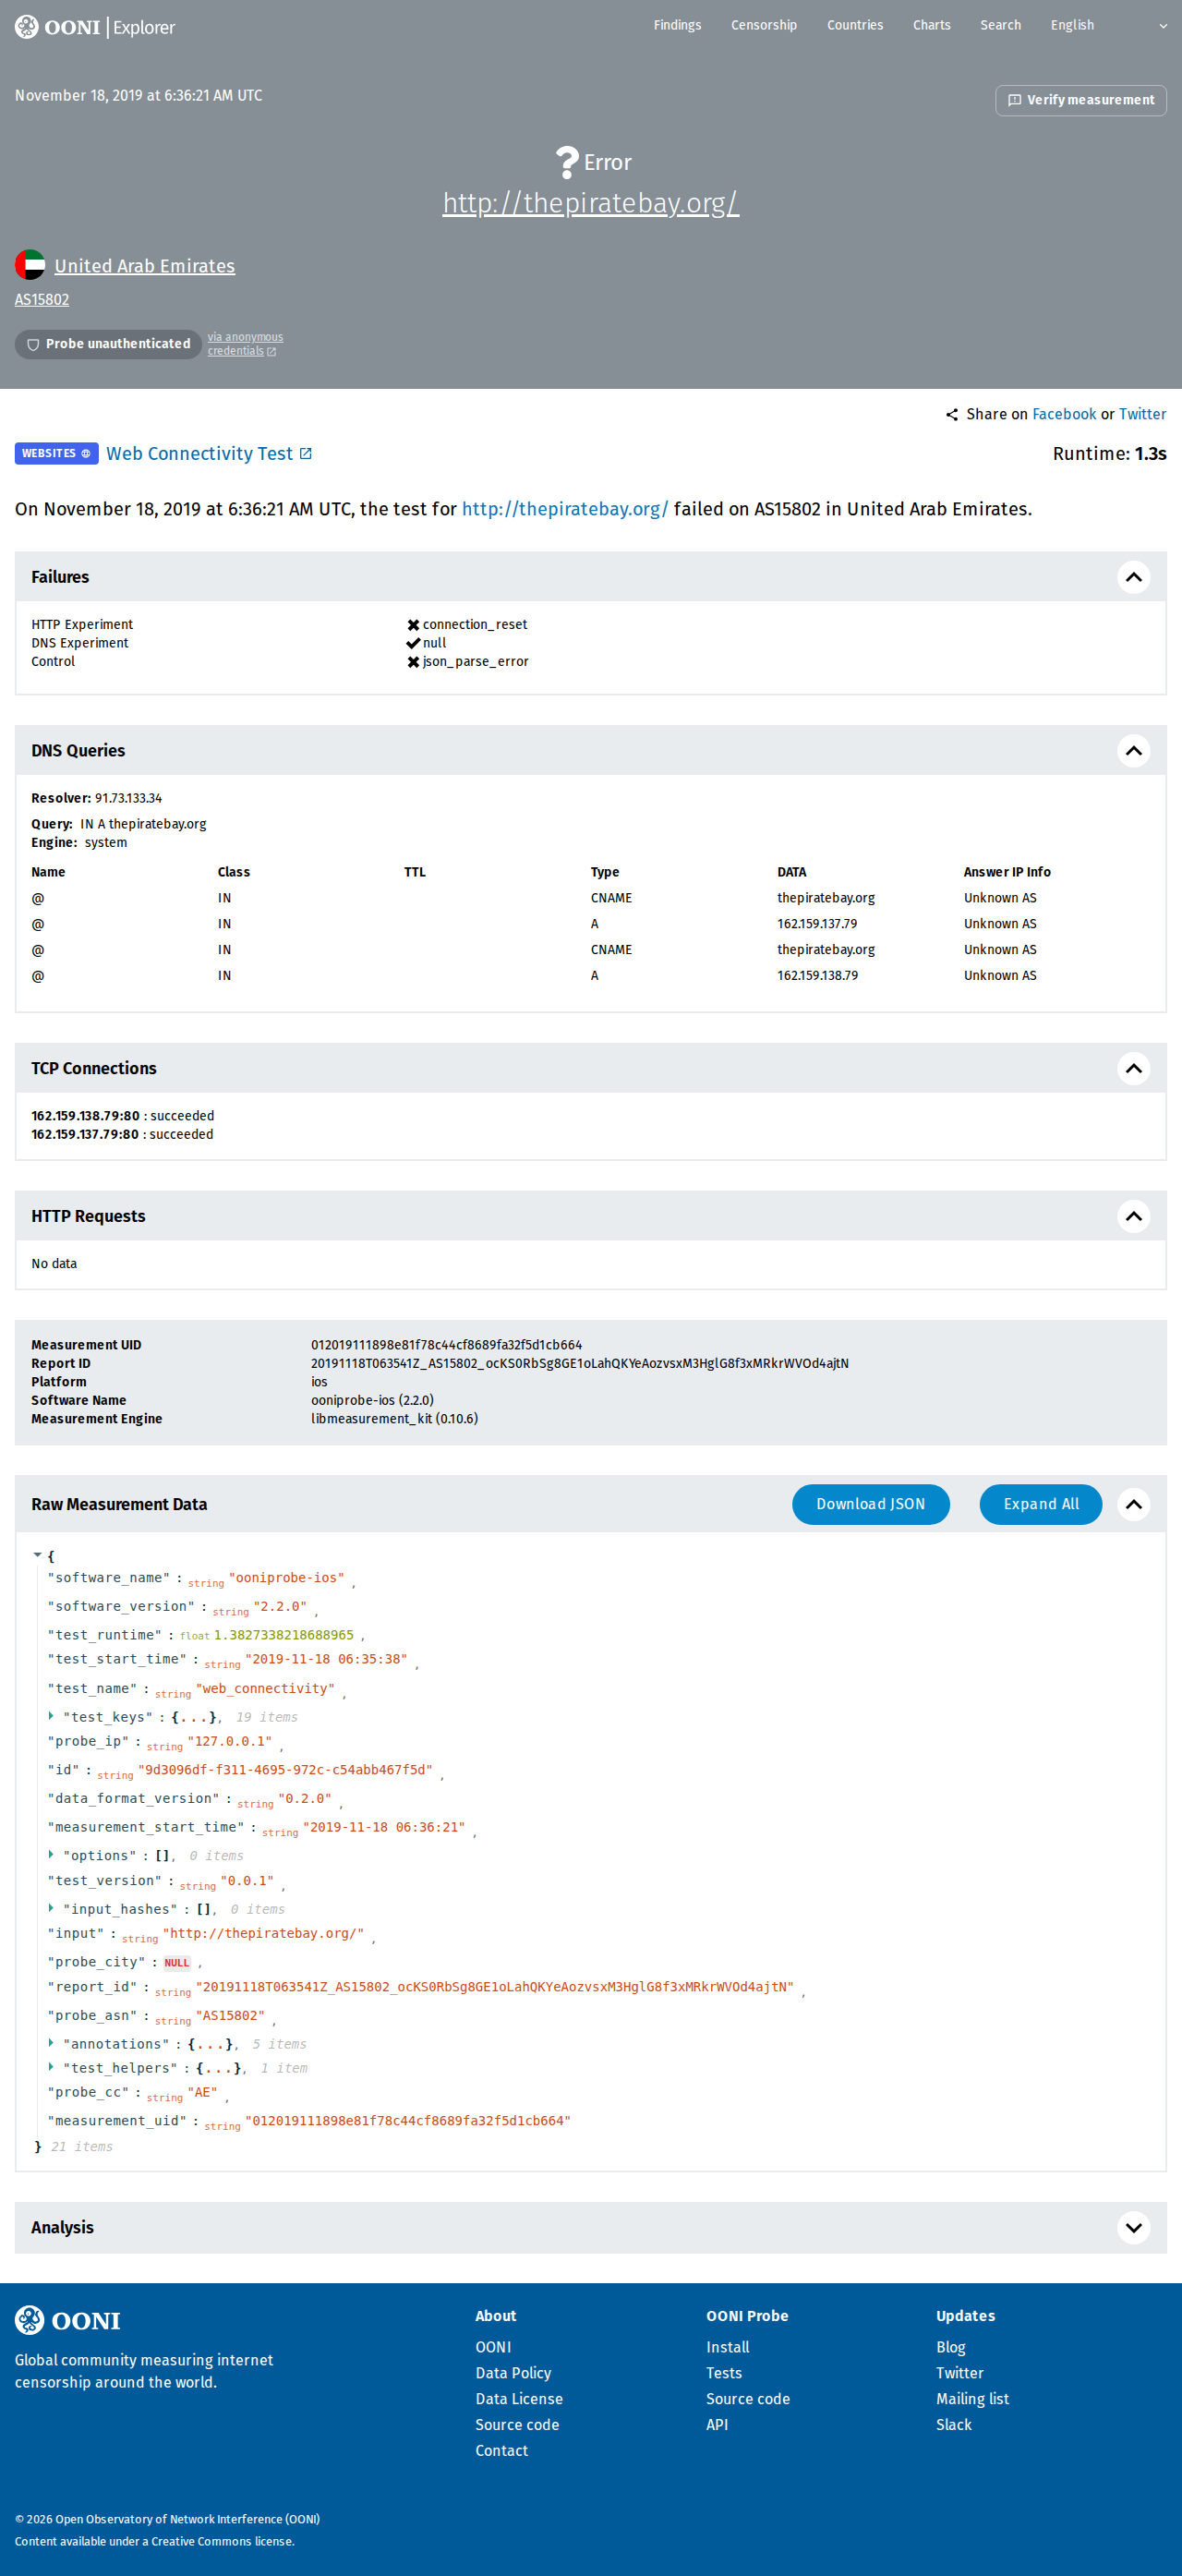 OONI Explorer
Findings Censorship Countries Charts Search English
November 18, 2019 at 6:36:21 AM UTC
Verify measurement
? Error
http://thepiratebay.org/
United Arab Emirates
AS15802
Probe unauthenticated via anonymous credentials
Share on Facebook or Twitter
WEBSITES Web Connectivity Test Runtime: 1.3s
On November 18, 2019 at 6:36:21 AM UTC, the test for http://thepiratebay.org/ failed on AS15802 in United Arab Emirates.
Failures
HTTP Experiment connection_reset
DNS Experiment null
Control json_parse_error
DNS Queries
Resolver: 91.73.133.34
Query: IN A thepiratebay.org
Engine: system
Name Class TTL Type DATA Answer IP Info
@ IN CNAME thepiratebay.org Unknown AS
@ IN A 162.159.137.79 Unknown AS
@ IN CNAME thepiratebay.org Unknown AS
@ IN A 162.159.138.79 Unknown AS
TCP Connections
162.159.138.79:80 : succeeded
162.159.137.79:80 : succeeded
HTTP Requests
No data
Measurement UID 012019111898e81f78c44cf8689fa32f5d1cb664
Report ID 20191118T063541Z_AS15802_ocKS0RbSg8GE1oLahQKYeAozvsxM3HglG8f3xMRkrWVOd4ajtN
Platform ios
Software Name ooniprobe-ios (2.2.0)
Measurement Engine libmeasurement_kit (0.10.6)
Raw Measurement Data Download JSON Expand All
{
"software_name" : string "ooniprobe-ios" ,
"software_version" : string "2.2.0" ,
"test_runtime" : float 1.3827338218688965 ,
"test_start_time" : string "2019-11-18 06:35:38" ,
"test_name" : string "web_connectivity" ,
"test_keys" : {...}, 19 items
"probe_ip" : string "127.0.0.1" ,
"id" : string "9d3096df-f311-4695-972c-c54abb467f5d" ,
"data_format_version" : string "0.2.0" ,
"measurement_start_time" : string "2019-11-18 06:36:21" ,
"options" : [], 0 items
"test_version" : string "0.0.1" ,
"input_hashes" : [], 0 items
"input" : string "http://thepiratebay.org/" ,
"probe_city" : NULL ,
"report_id" : string "20191118T063541Z_AS15802_ocKS0RbSg8GE1oLahQKYeAozvsxM3HglG8f3xMRkrWVOd4ajtN" ,
"probe_asn" : string "AS15802" ,
"annotations" : {...}, 5 items
"test_helpers" : {...}, 1 item
"probe_cc" : string "AE" ,
"measurement_uid" : string "012019111898e81f78c44cf8689fa32f5d1cb664"
} 21 items
Analysis
OONI
Global community measuring internet
censorship around the world.
About
OONI
Data Policy
Data License
Source code
Contact
OONI Probe
Install
Tests
Source code
API
Updates
Blog
Twitter
Mailing list
Slack
© 2026 Open Observatory of Network Interference (OONI)
Content available under a Creative Commons license.